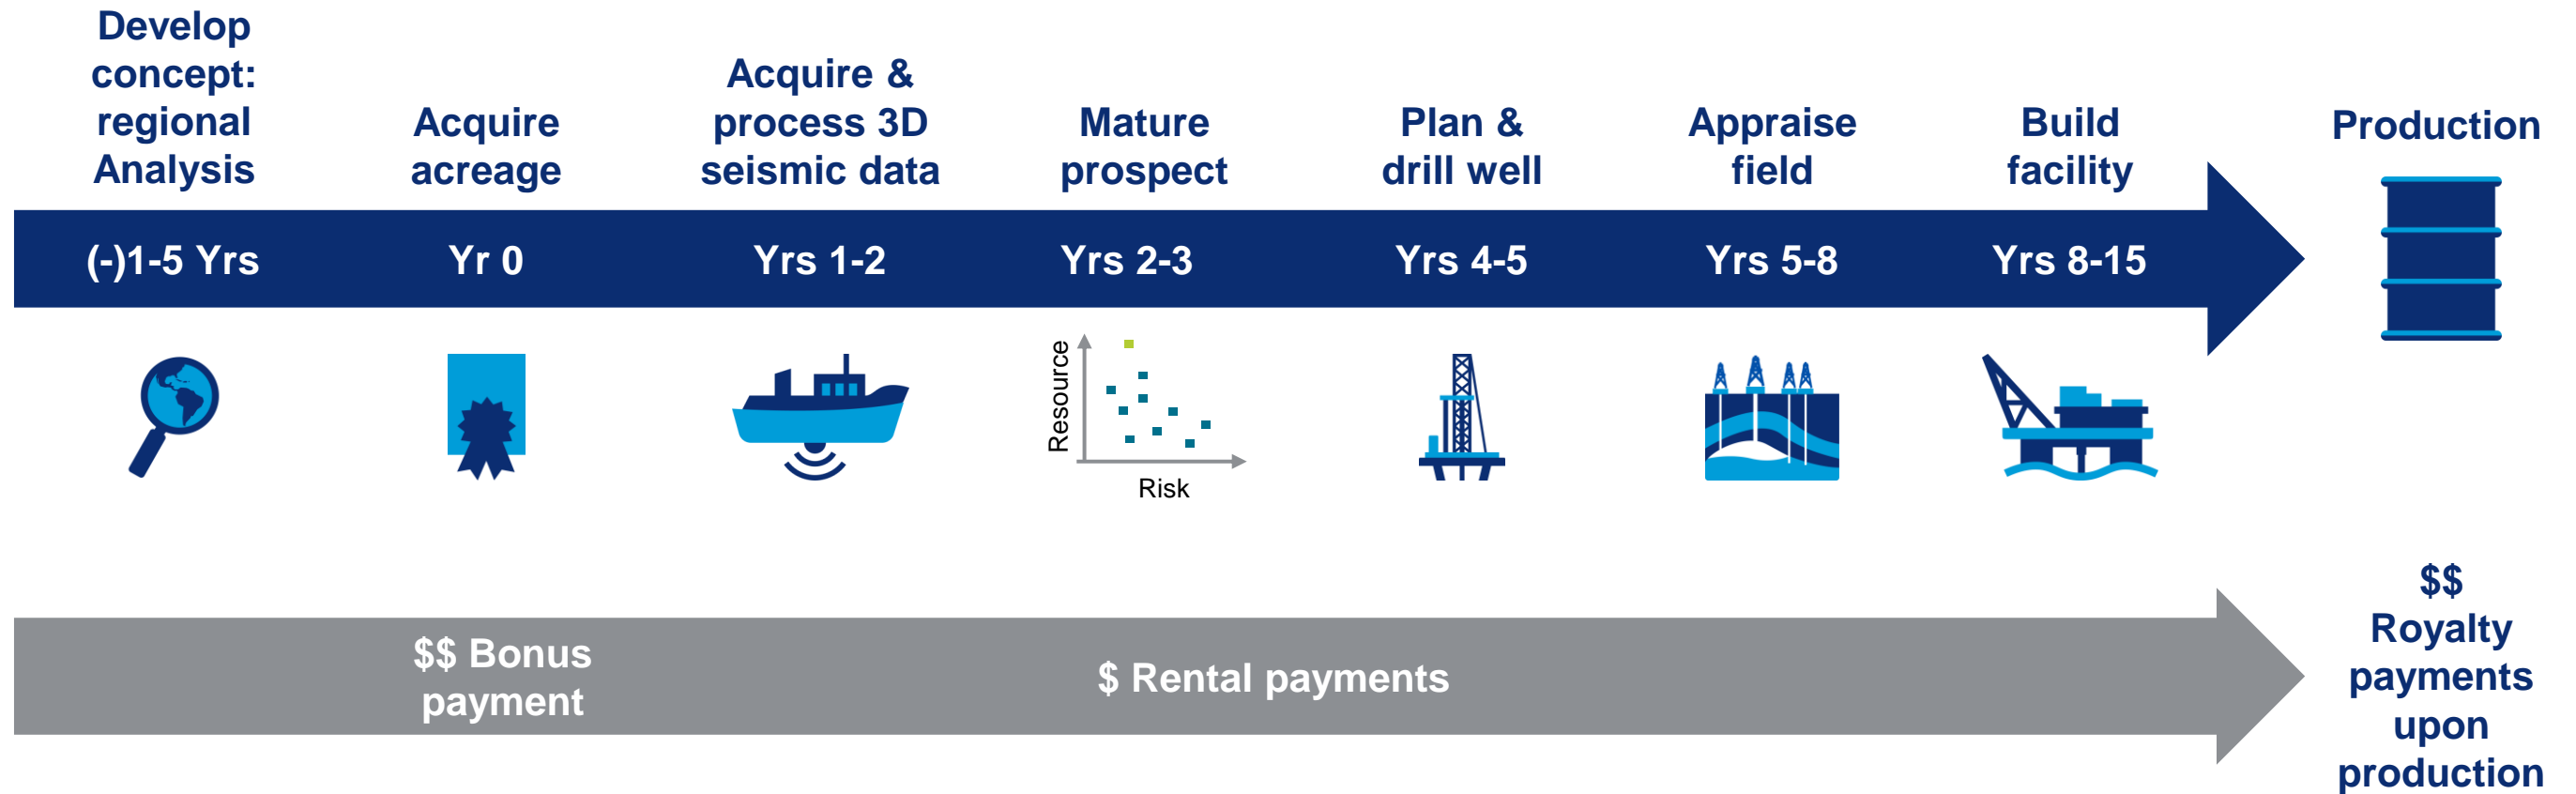 Develop
concept:
regional
Analysis
Acquire
acreage
Acquire &
process 3D
seismic data
Mature
prospect
Plan &
drill well
Appraise
field
Build
facility
Production
(-)1-5 Yrs
Yr 0
Yrs 1-2
Yrs 2-3
Yrs 4-5
Yrs 5-8
Yrs 8-15
Resource
Risk
$$ Bonus
payment
$ Rental payments
$$
Royalty
payments
upon
production